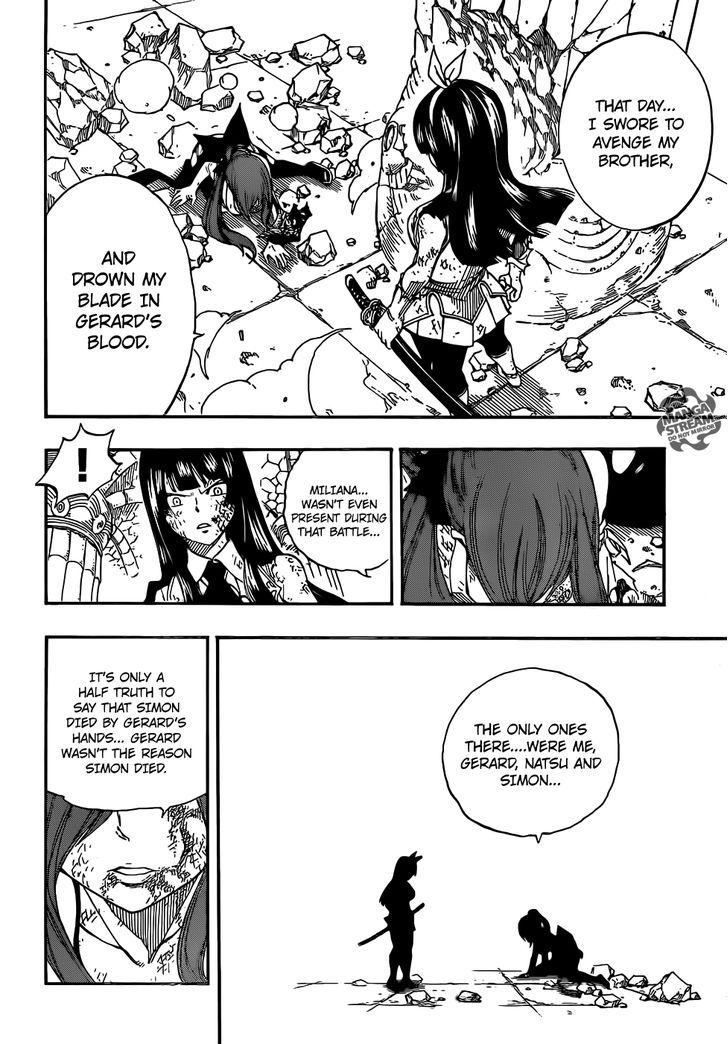 THAT DAY...
I SWORE TO
AVENGE MY
BROTHER,
AND
DROWN MY
BLADE IN
GERARD'S
BLOOD.
MANGA
STREAM
DO NOT MIRROR
MILIANA...
WASN'T EVEN
PRESENT DURING
THAT BATTLE...
!
THE ONLY ONES
THERE....WERE ME,
GERARD, NATSU AND
SIMON...
IT'S ONLY A
HALF TRUTH TO
SAY THAT SIMON
DIED BY GERARD'S
HANDS... GERARD
WASN'T THE REASON
SIMON DIED.